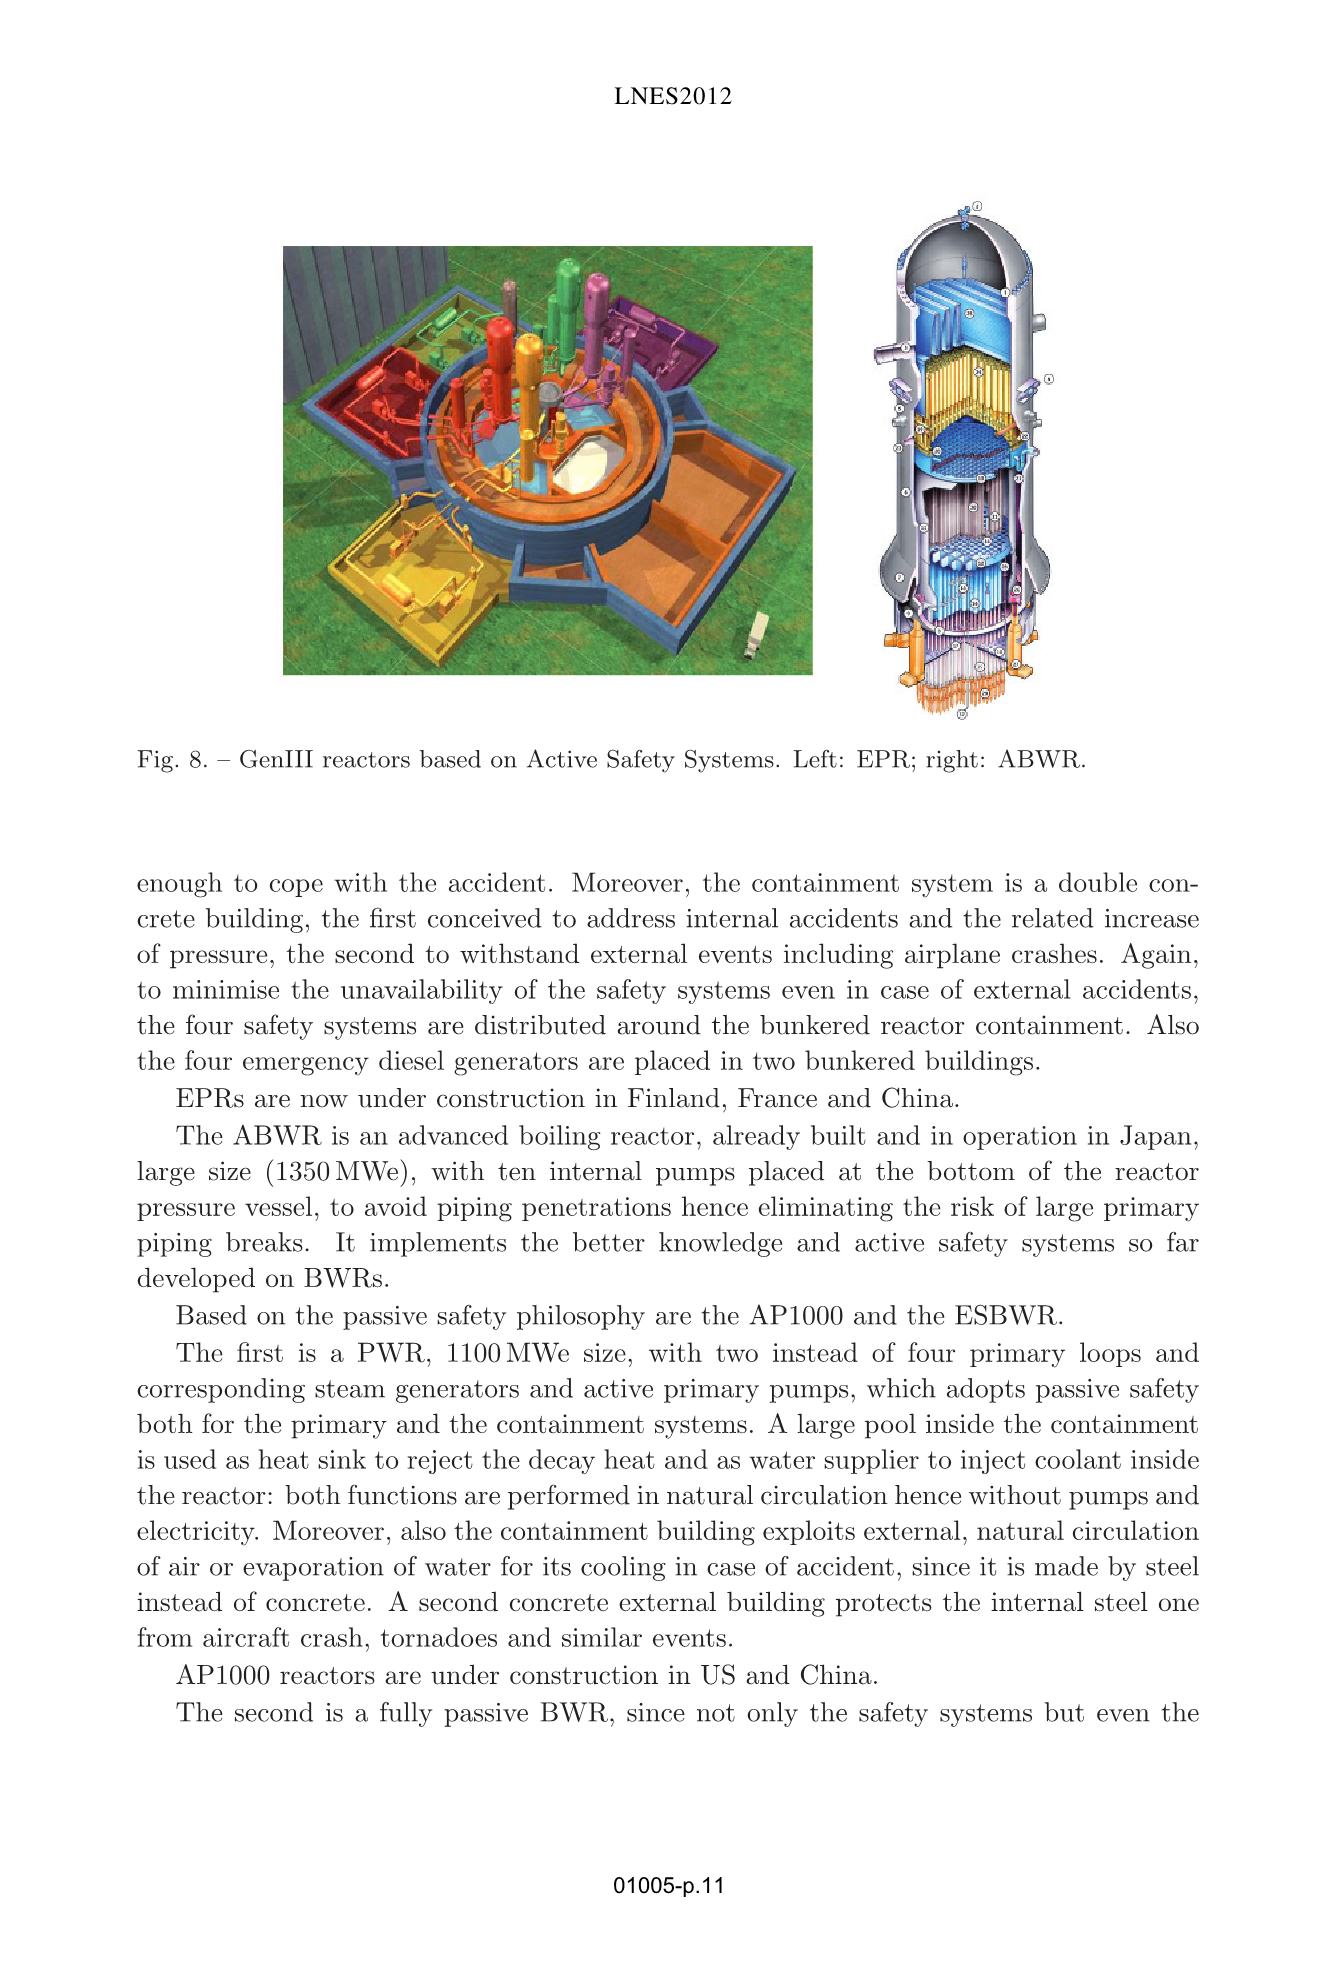 LNES2012
Fig. 8. – GenIII reactors based on Active Safety Systems. Left: EPR; right: ABWR.
enough to cope with the accident. Moreover, the containment system is a double con-
crete building, the first conceived to address internal accidents and the related increase
of pressure, the second to withstand external events including airplane crashes. Again,
to minimise the unavailability of the safety systems even in case of external accidents,
the four safety systems are distributed around the bunkered reactor containment. Also
the four emergency diesel generators are placed in two bunkered buildings.
EPRs are now under construction in Finland, France and China.
The ABWR is an advanced boiling reactor, already built and in operation in Japan,
large size (1350 MWe), with ten internal pumps placed at the bottom of the reactor
pressure vessel, to avoid piping penetrations hence eliminating the risk of large primary
piping breaks. It implements the better knowledge and active safety systems so far
developed on BWRs.
Based on the passive safety philosophy are the AP1000 and the ESBWR.
The first is a PWR, 1100 MWe size, with two instead of four primary loops and
corresponding steam generators and active primary pumps, which adopts passive safety
both for the primary and the containment systems. A large pool inside the containment
is used as heat sink to reject the decay heat and as water supplier to inject coolant inside
the reactor: both functions are performed in natural circulation hence without pumps and
electricity. Moreover, also the containment building exploits external, natural circulation
of air or evaporation of water for its cooling in case of accident, since it is made by steel
instead of concrete. A second concrete external building protects the internal steel one
from aircraft crash, tornadoes and similar events.
AP1000 reactors are under construction in US and China.
The second is a fully passive BWR, since not only the safety systems but even the
01005-p.11